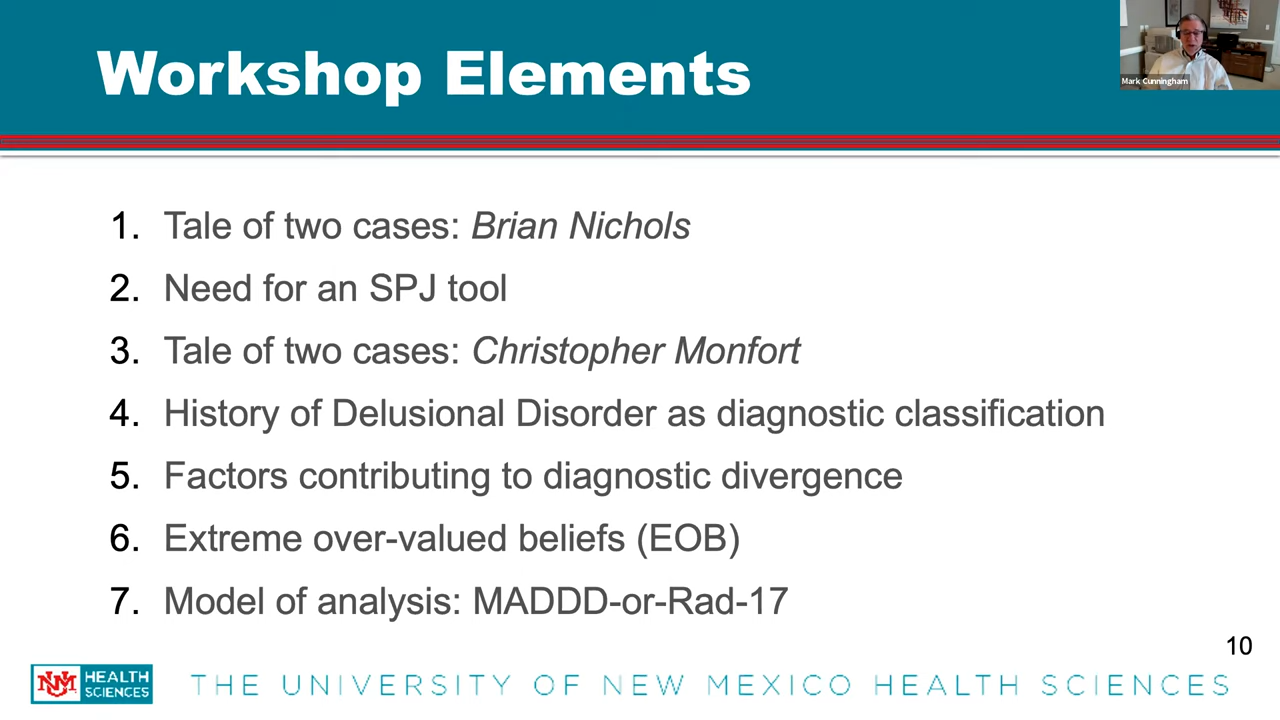 Workshop Elements
Mark Cunningham
1. Tale of two cases: Brian Nichols
2. Need for an SPJ tool
3. Tale of two cases: Christopher Monfort
4. History of Delusional Disorder as diagnostic classification
5. Factors contributing to diagnostic divergence
6. Extreme over-valued beliefs (EOB)
7. Model of analysis: MADDD-or-Rad-17
10
UNM HEALTH
SCIENCES
THE UNIVERSITY OF NEW MEXICO HEALTH SCIENCES